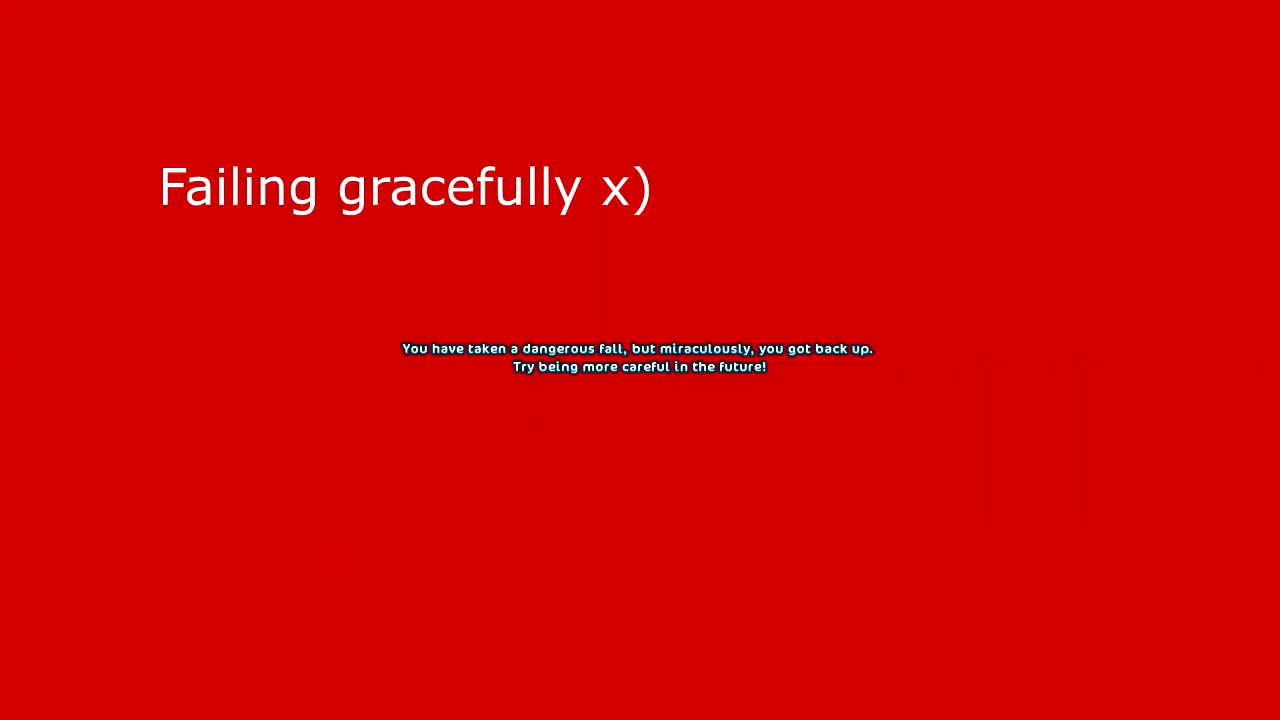 Failing gracefully x)
You have taken a dangerous fall, but miraculously, you got back up.
Try being more careful in the future!